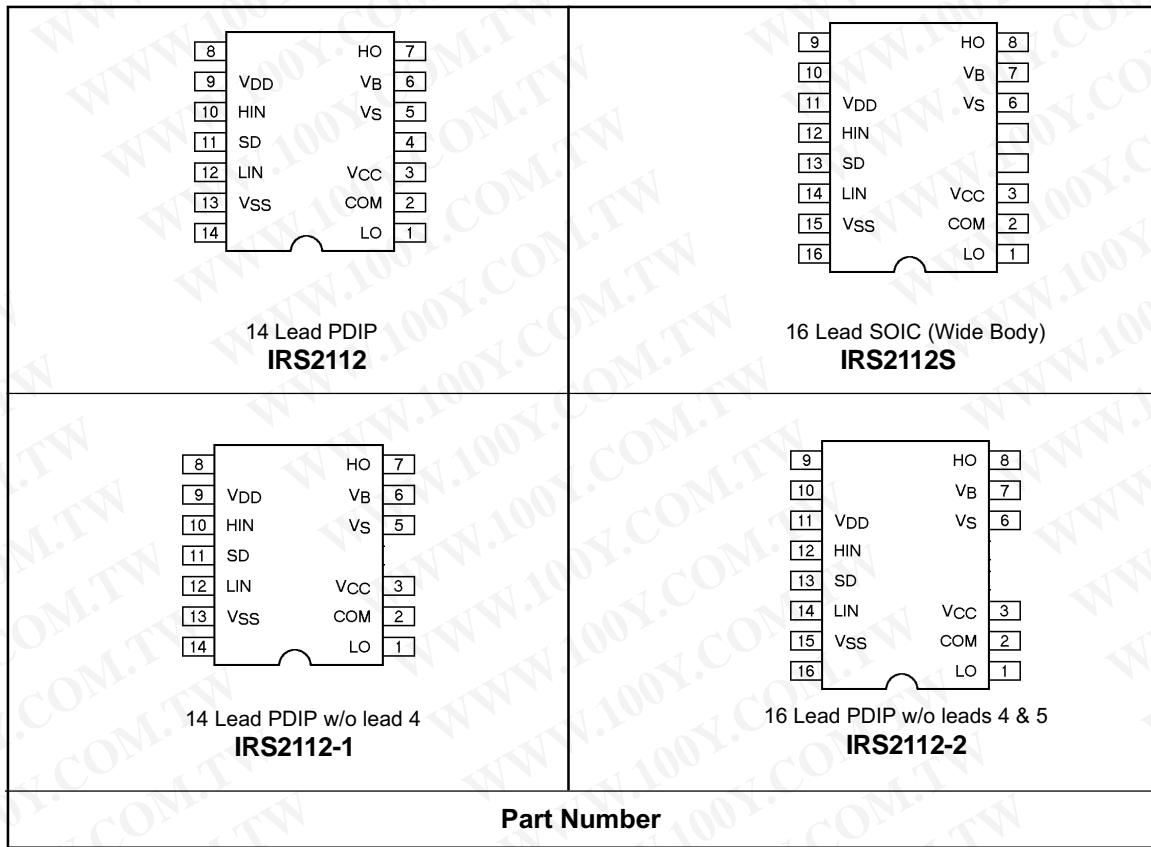 8 HO 7
9 VDD VB 6
10 HIN VS 5
11 SD 4
12 LIN VCC 3
13 VSS COM 2
14 LO 1
14 Lead PDIP
IRS2112
9 HO 8
10 VB 7
11 VDD VS 6
12 HIN
13 SD
14 LIN VCC 3
15 VSS COM 2
16 LO 1
16 Lead SOIC (Wide Body)
IRS2112S
8 HO 7
9 VDD VB 6
10 HIN VS 5
11 SD
12 LIN VCC 3
13 VSS COM 2
14 LO 1
14 Lead PDIP w/o lead 4
IRS2112-1
9 HO 8
10 VB 7
11 VDD VS 6
12 HIN
13 SD
14 LIN VCC 3
15 VSS COM 2
16 LO 1
16 Lead PDIP w/o leads 4 & 5
IRS2112-2
Part Number
WWW.100Y.COM.TW